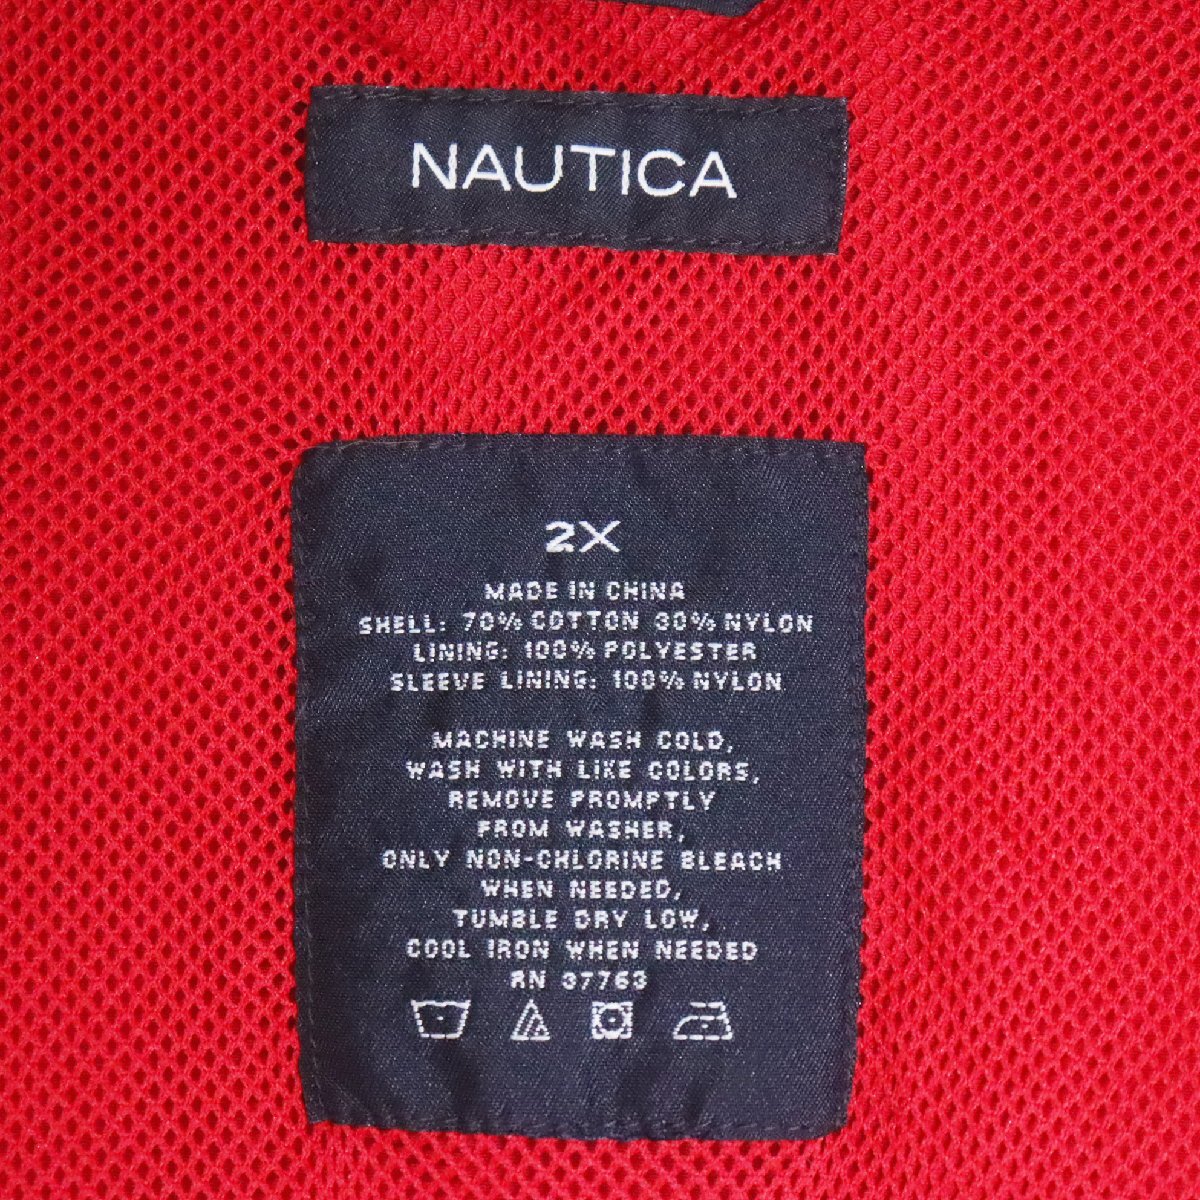 NAUTICA
2X
MADE IN CHINA
SHELL: 70% COTTON 30% NYLON
LINING: 100% POLYESTER
SLEEVE LINING: 100% NYLON
MACHINE WASH COLD,
WASH WITH LIKE COLORS,
REMOVE PROMPTLY
FROM WASHER,
ONLY NON-CHLORINE BLEACH
WHEN NEEDED,
TUMBLE DRY LOW,
COOL IRON WHEN NEEDED
RN 37763